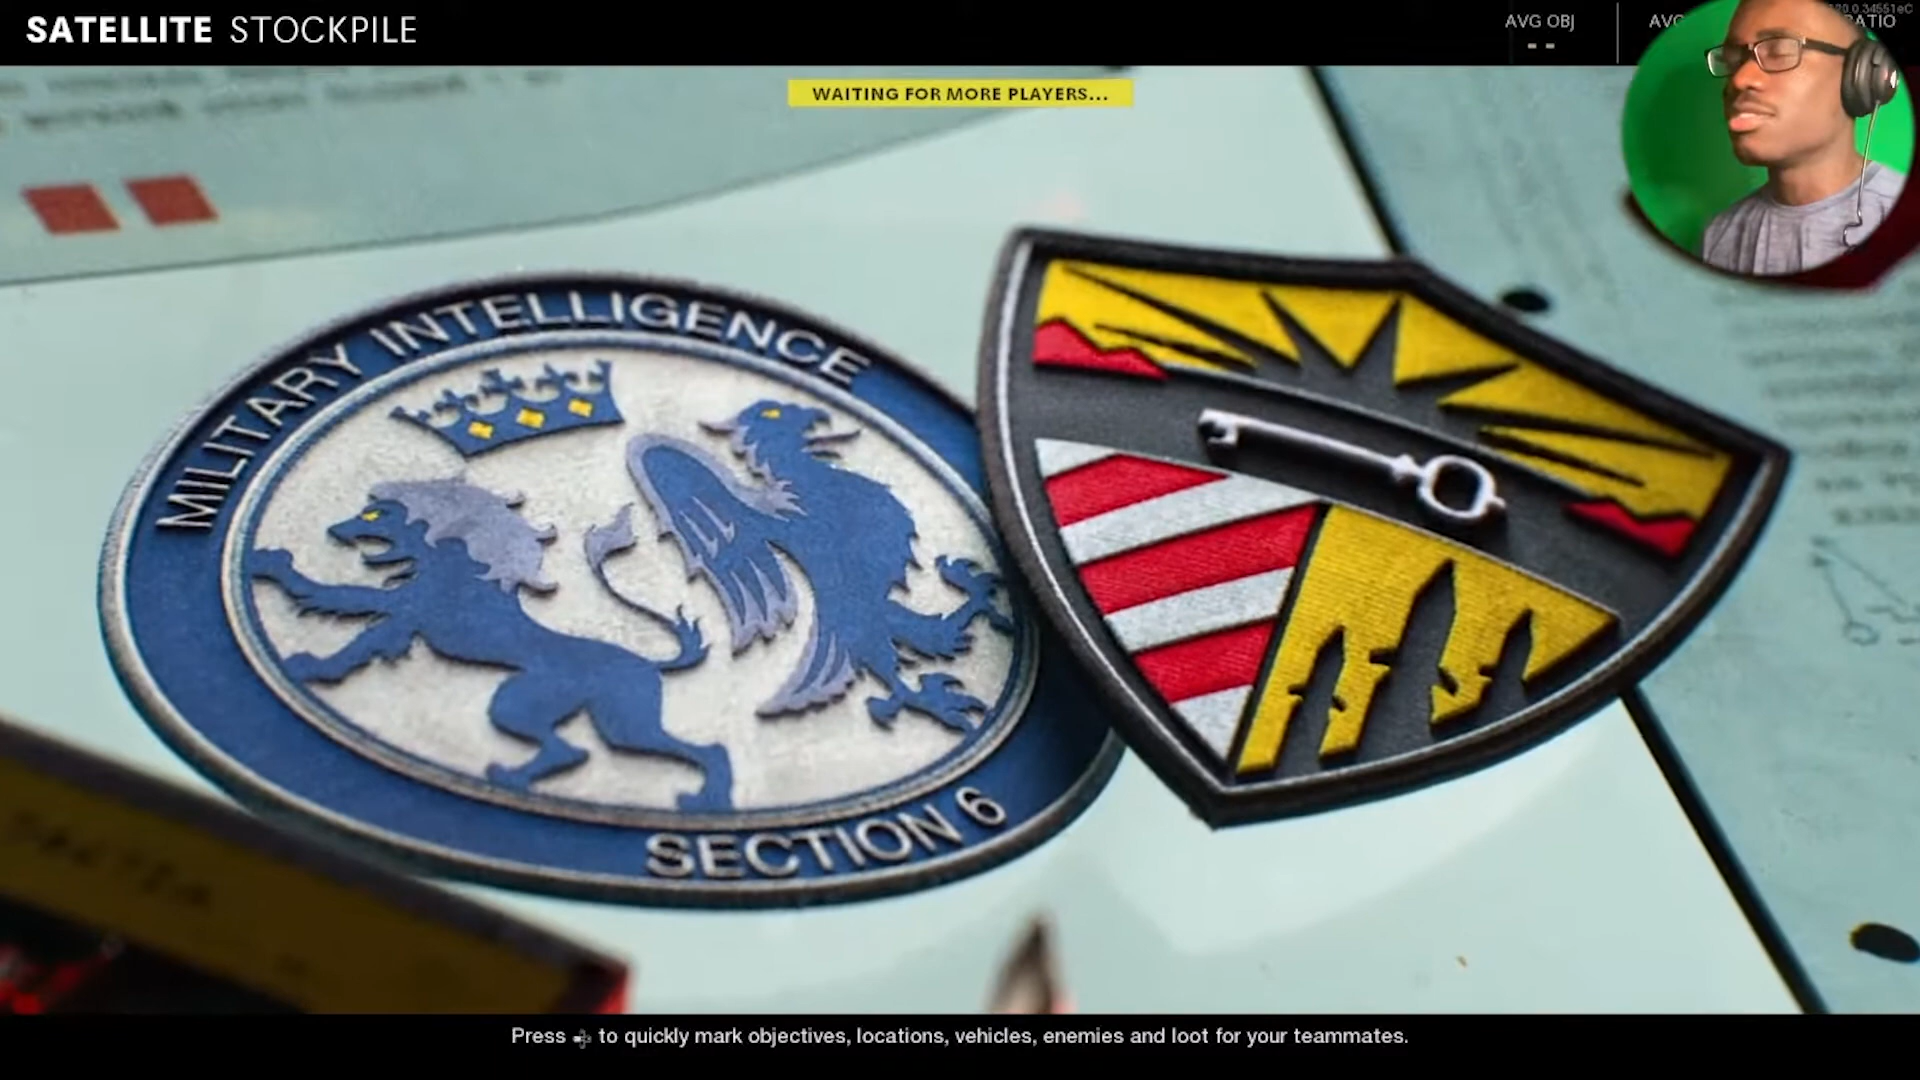 SATELLITE STOCKPILE
AVG OBJ
--
WAITING FOR MORE PLAYERS...
MILITARY INTELLIGENCE
SECTION 6
Press to quickly mark objectives, locations, vehicles, enemies and loot for your teammates.